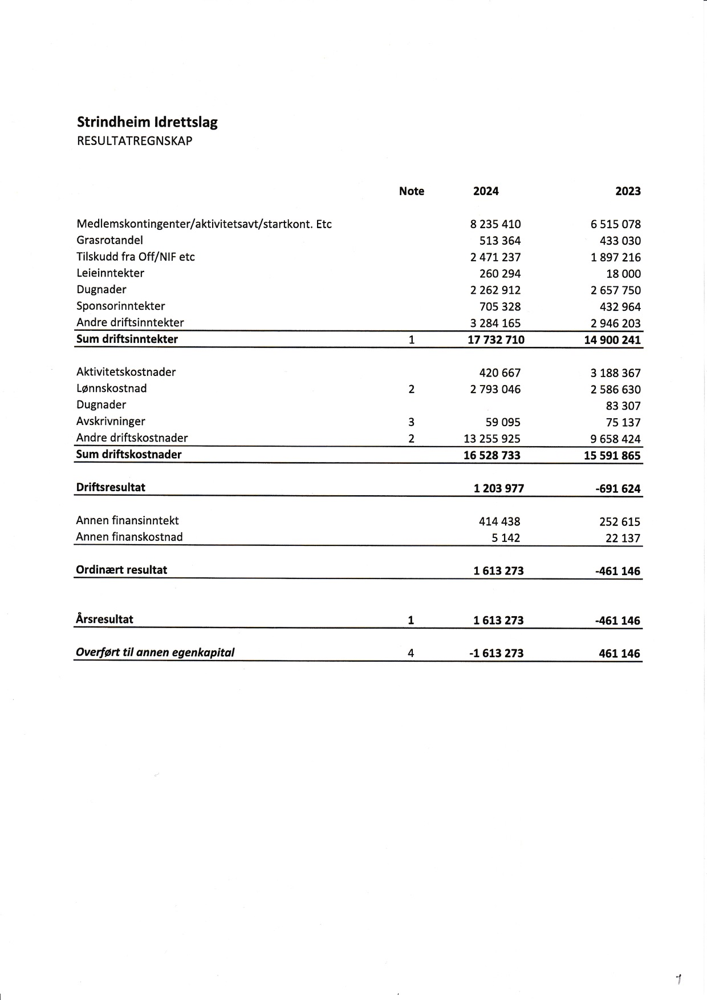 Strindheim Idrettslag
RESULTATREGNSKAP
Note 2024 2023
Medlemskontingenter/aktivitetsavt/startkont. Etc 8 235 410 6 515 078
Grasrotandel 513 364 433 030
Tilskudd fra Off/NIF etc 2 471 237 1 897 216
Leieinntekter 260 294 18 000
Dugnader 2 262 912 2 657 750
Sponsorinntekter 705 328 432 964
Andre driftsinntekter 3 284 165 2 946 203
Sum driftsinntekter 1 17 732 710 14 900 241
Aktivitetskostnader 420 667 3 188 367
Lønnskostnad 2 2 793 046 2 586 630
Dugnader 83 307
Avskrivninger 3 59 095 75 137
Andre driftskostnader 2 13 255 925 9 658 424
Sum driftskostnader 16 528 733 15 591 865
Driftsresultat 1 203 977 -691 624
Annen finansinntekt 414 438 252 615
Annen finanskostnad 5 142 22 137
Ordinært resultat 1 613 273 -461 146
Årsresultat 1 1 613 273 -461 146
Overført til annen egenkapital 4 -1 613 273 461 146
1